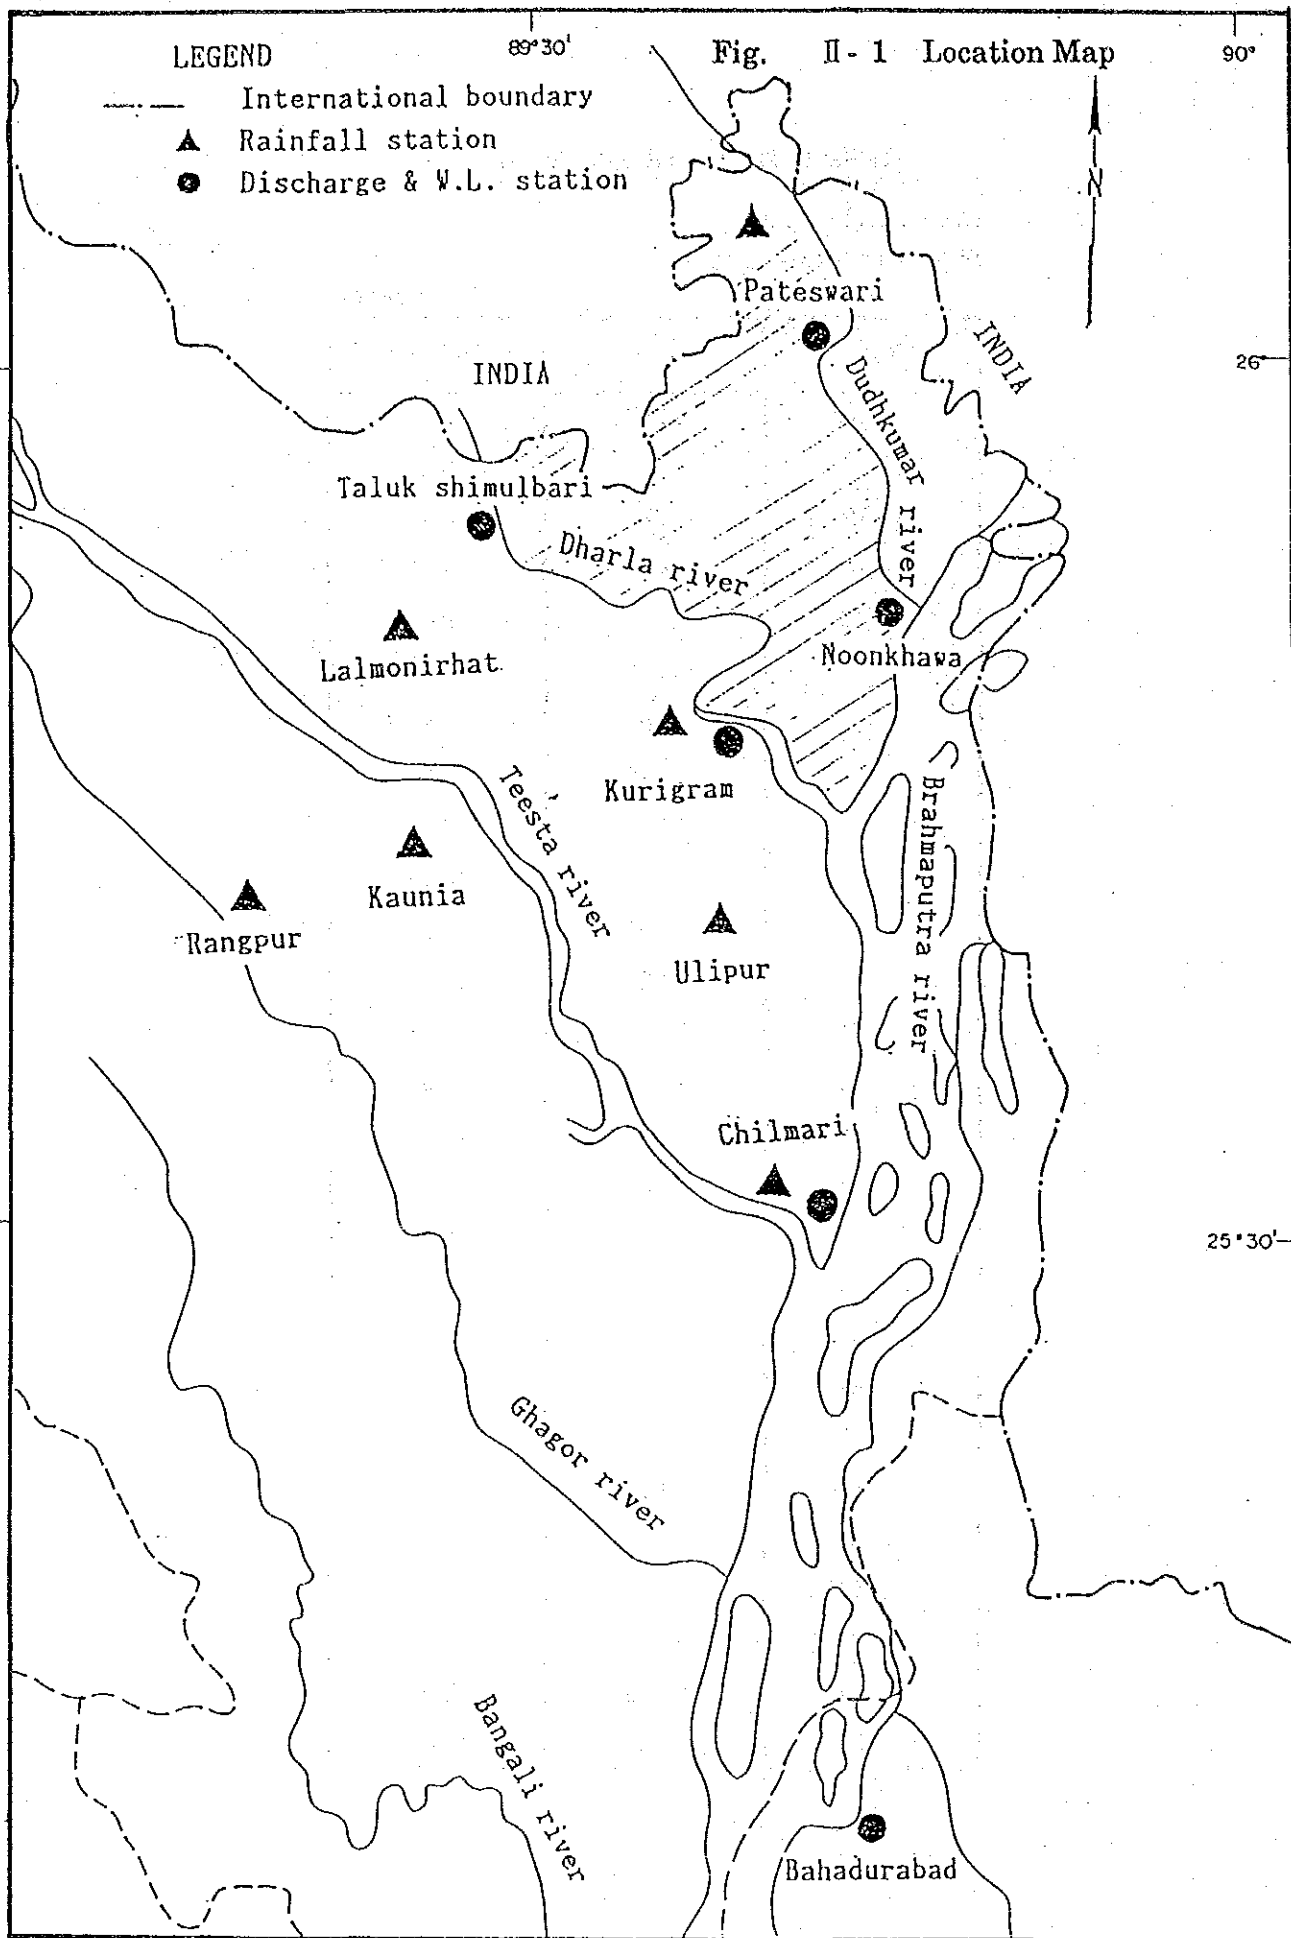 Fig. II - 1 Location Map
LEGEND
International boundary
Rainfall station
Discharge & W.L. station
89°30'
90°
N
Pateswari
INDIA
INDIA
26°
Dudhkumar river
Taluk shimulbari
Dharla river
Lalmonirhat
Noonkhawa
Kurigram
Teesta river
Brahmaputra river
Kaunia
Rangpur
Ulipur
Chilmari
25°30'
Ghagor river
Bangali river
Bahadurabad